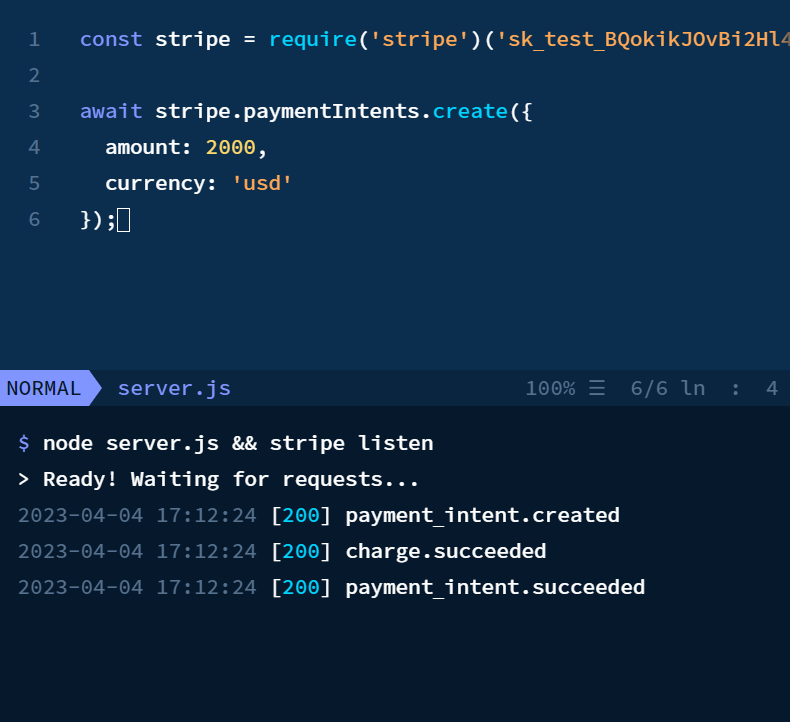 1 const stripe = require('stripe')('sk_test_BQokikJOvBi2Hl4
2
3 await stripe.paymentIntents.create({
4 amount: 2000,
5 currency: 'usd'
6 });
NORMAL server.js 100% ☰ 6/6 ln : 4
$ node server.js && stripe listen
> Ready! Waiting for requests...
2023-04-04 17:12:24 [200] payment_intent.created
2023-04-04 17:12:24 [200] charge.succeeded
2023-04-04 17:12:24 [200] payment_intent.succeeded